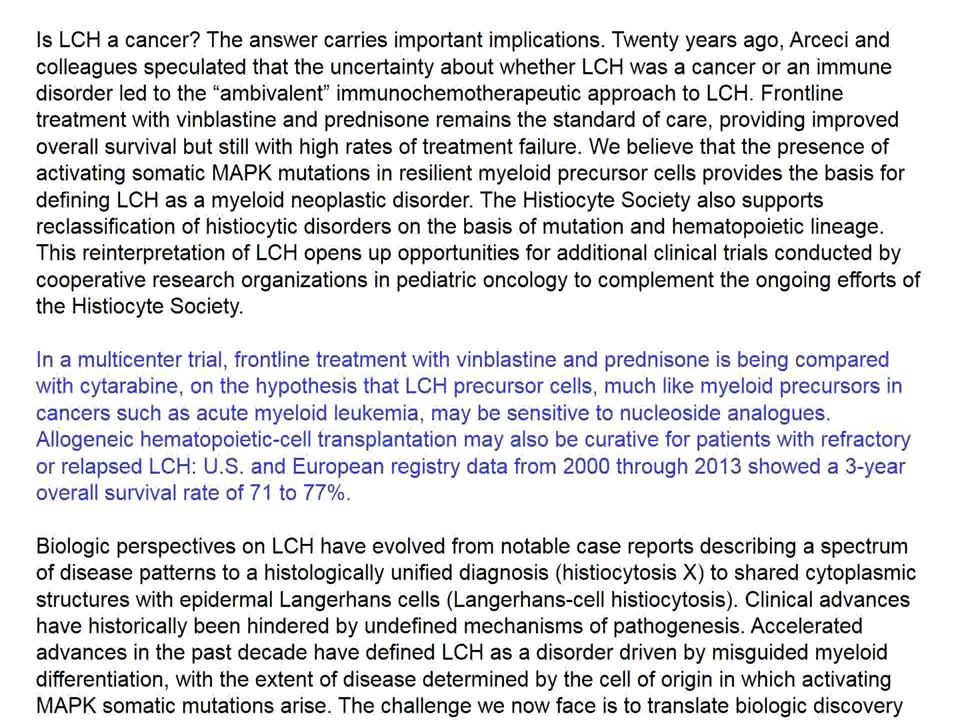 Is LCH a cancer? The answer carries important implications. Twenty years ago, Arceci and
colleagues speculated that the uncertainty about whether LCH was a cancer or an immune
disorder led to the “ambivalent” immunochemotherapeutic approach to LCH. Frontline
treatment with vinblastine and prednisone remains the standard of care, providing improved
overall survival but still with high rates of treatment failure. We believe that the presence of
activating somatic MAPK mutations in resilient myeloid precursor cells provides the basis for
defining LCH as a myeloid neoplastic disorder. The Histiocyte Society also supports
reclassification of histiocytic disorders on the basis of mutation and hematopoietic lineage.
This reinterpretation of LCH opens up opportunities for additional clinical trials conducted by
cooperative research organizations in pediatric oncology to complement the ongoing efforts of
the Histiocyte Society.
In a multicenter trial, frontline treatment with vinblastine and prednisone is being compared
with cytarabine, on the hypothesis that LCH precursor cells, much like myeloid precursors in
cancers such as acute myeloid leukemia, may be sensitive to nucleoside analogues.
Allogeneic hematopoietic-cell transplantation may also be curative for patients with refractory
or relapsed LCH: U.S. and European registry data from 2000 through 2013 showed a 3-year
overall survival rate of 71 to 77%.
Biologic perspectives on LCH have evolved from notable case reports describing a spectrum
of disease patterns to a histologically unified diagnosis (histiocytosis X) to shared cytoplasmic
structures with epidermal Langerhans cells (Langerhans-cell histiocytosis). Clinical advances
have historically been hindered by undefined mechanisms of pathogenesis. Accelerated
advances in the past decade have defined LCH as a disorder driven by misguided myeloid
differentiation, with the extent of disease determined by the cell of origin in which activating
MAPK somatic mutations arise. The challenge we now face is to translate biologic discovery